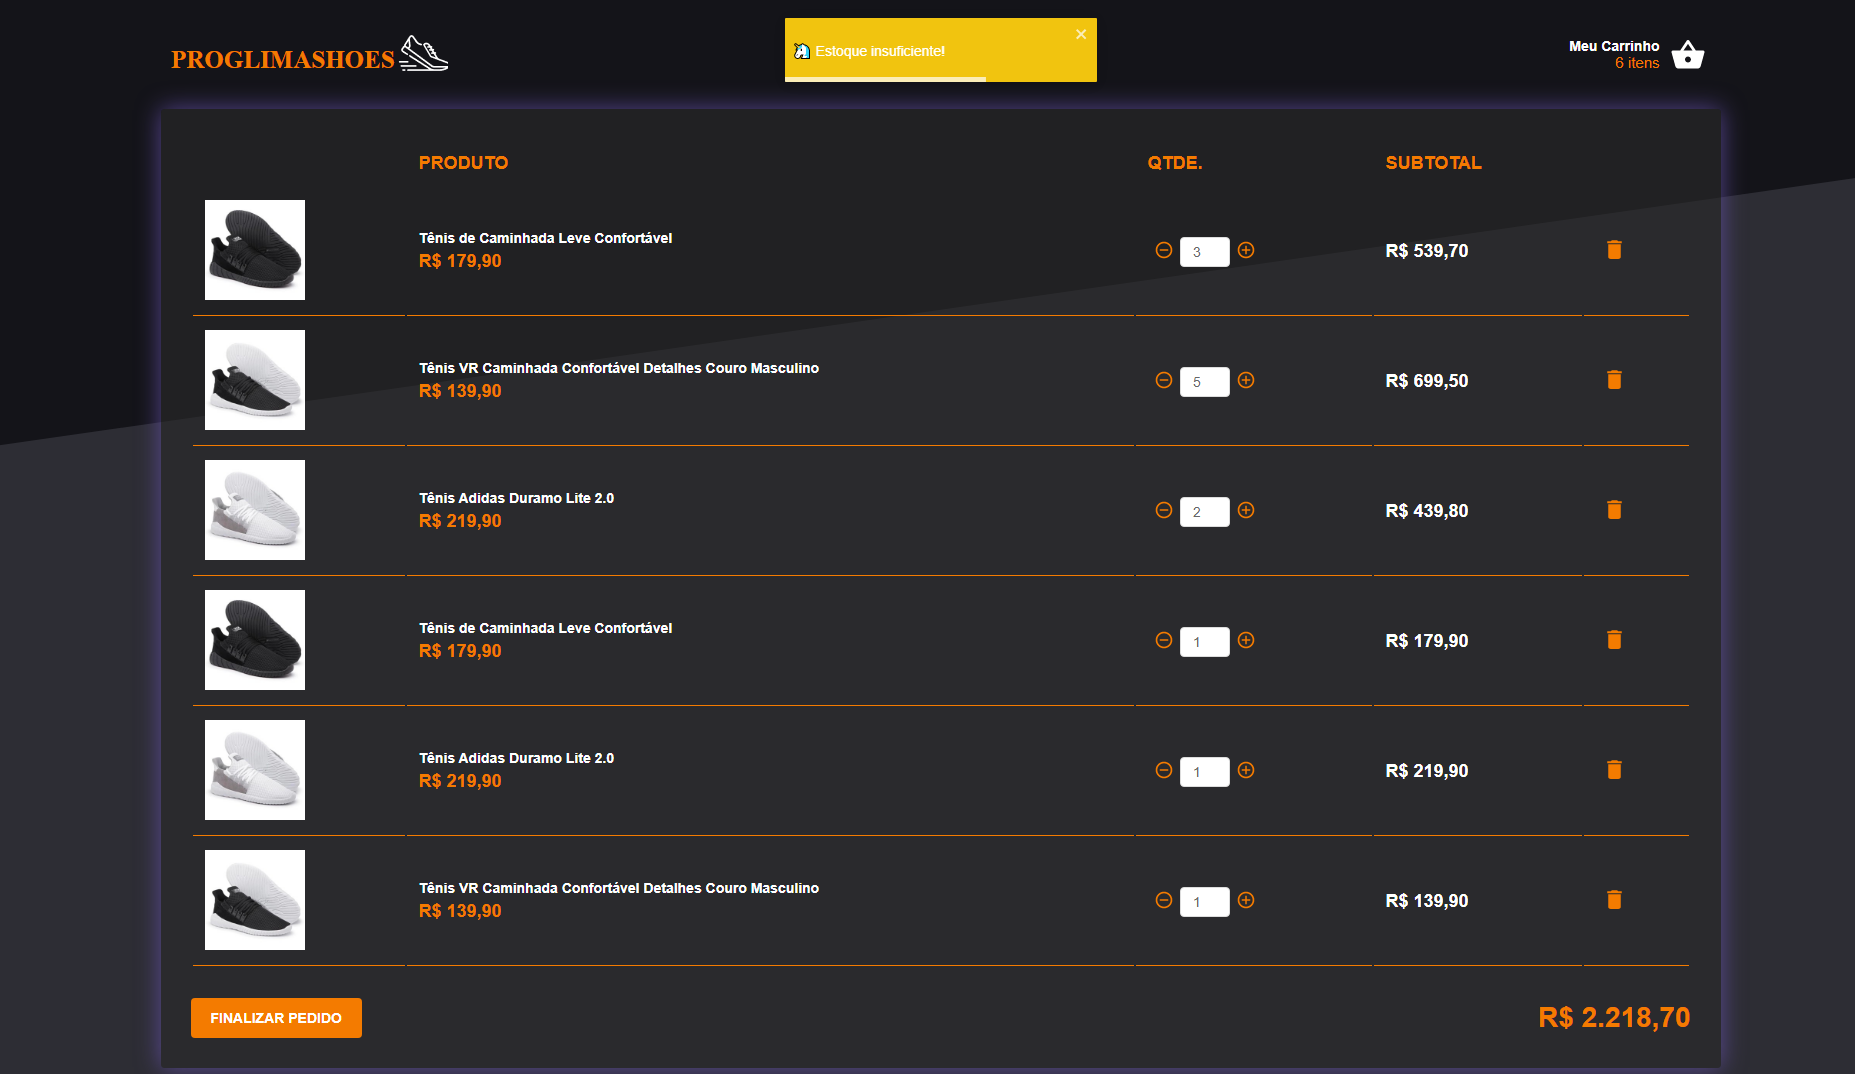 PROGLIMASHOES
Estoque insuficiente!
Meu Carrinho
6 itens
PRODUTO QTDE. SUBTOTAL
Tênis de Caminhada Leve Confortável
R$ 179,90
3
R$ 539,70
Tênis VR Caminhada Confortável Detalhes Couro Masculino
R$ 139,90
5
R$ 699,50
Tênis Adidas Duramo Lite 2.0
R$ 219,90
2
R$ 439,80
Tênis de Caminhada Leve Confortável
R$ 179,90
1
R$ 179,90
Tênis Adidas Duramo Lite 2.0
R$ 219,90
1
R$ 219,90
Tênis VR Caminhada Confortável Detalhes Couro Masculino
R$ 139,90
1
R$ 139,90
FINALIZAR PEDIDO
R$ 2.218,70